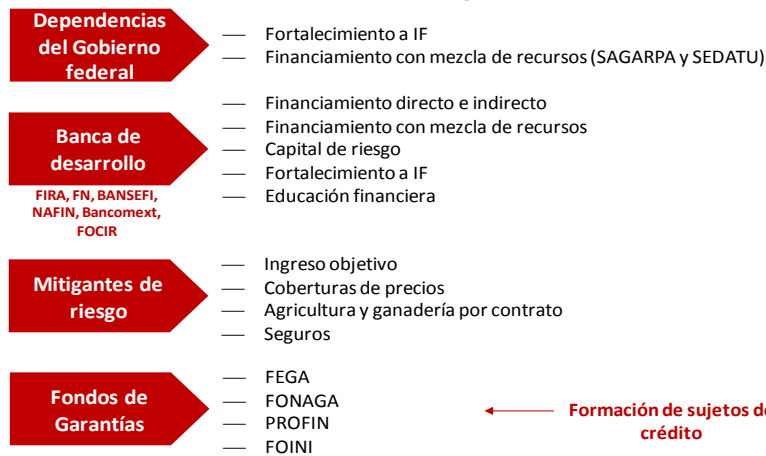 Dependencias
del Gobierno
federal
— Fortalecimiento a IF
— Financiamiento con mezcla de recursos (SAGARPA y SEDATU)
Banca de
desarrollo
FIRA, FN, BANSEFI,
NAFIN, Bancomext,
FOCIR
— Financiamiento directo e indirecto
— Financiamiento con mezcla de recursos
— Capital de riesgo
— Fortalecimiento a IF
— Educación financiera
Mitigantes de
riesgo
— Ingreso objetivo
— Coberturas de precios
— Agricultura y ganadería por contrato
— Seguros
Fondos de
Garantías
— FEGA
— FONAGA
— PROFIN
— FOINI
Formación de sujetos de
crédito